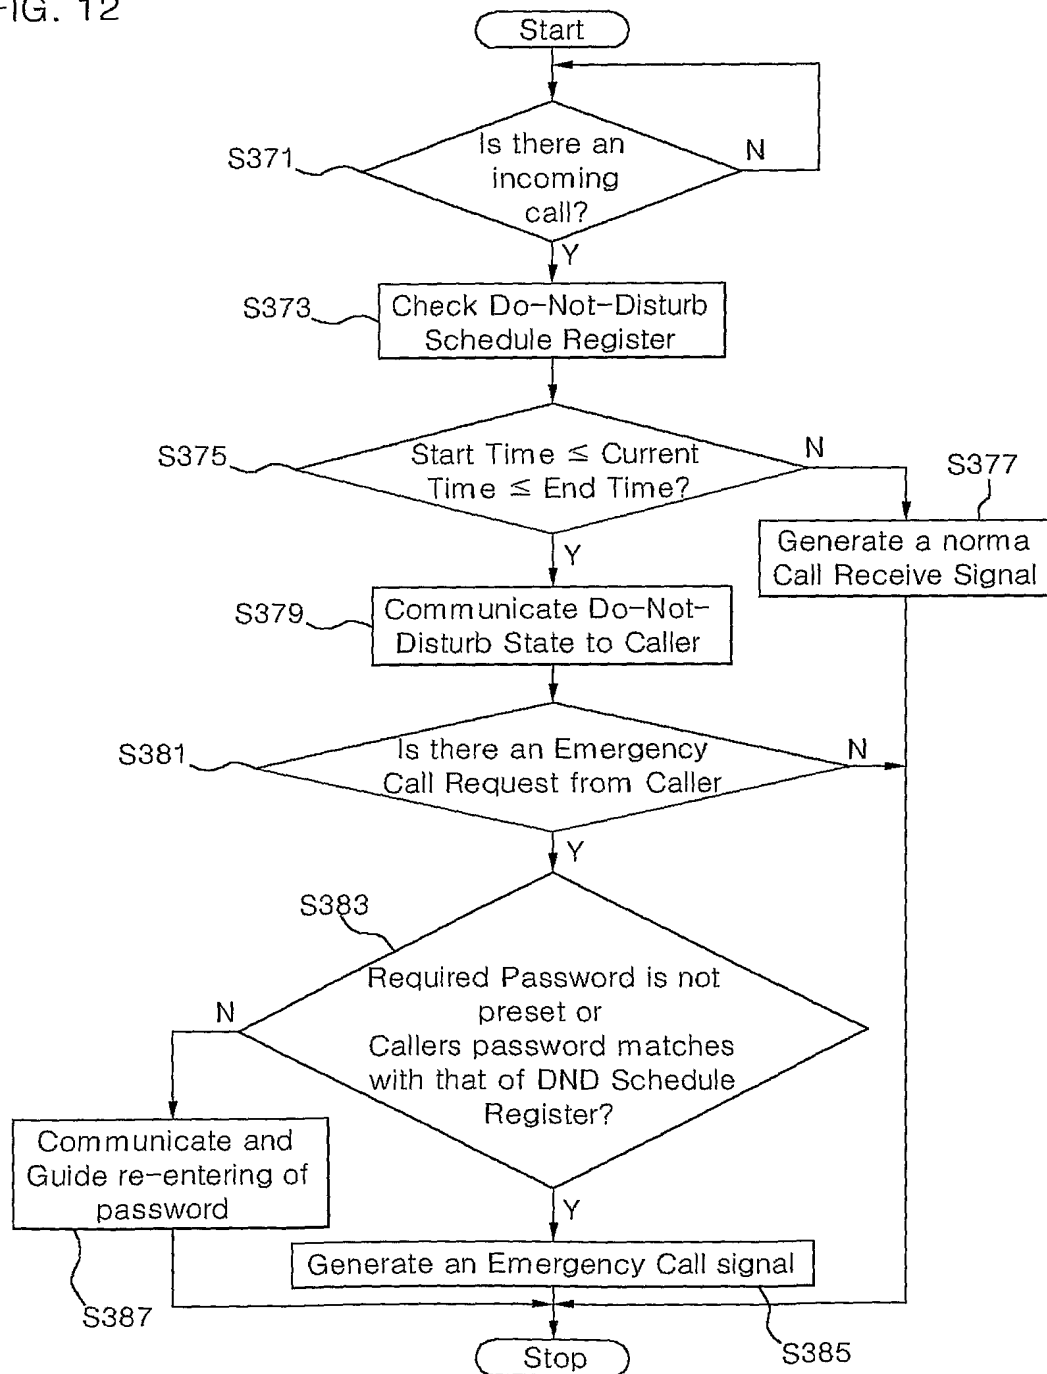 FIG. 12
Start
S371
Is there an
incoming
call?
N
Y
S373
Check Do-Not-Disturb
Schedule Register
S375
Start Time ≦ Current
Time ≦ End Time?
N
S377
Generate a norma
Call Receive Signal
Y
S379
Communicate Do-Not-
Disturb State to Caller
S381
Is there an Emergency
Call Request from Caller
N
Y
S383
Required Password is not
preset or
Callers password matches
with that of DND Schedule
Register?
N
Communicate and
Guide re-entering of
password
S387
Y
Generate an Emergency Call signal
S385
Stop